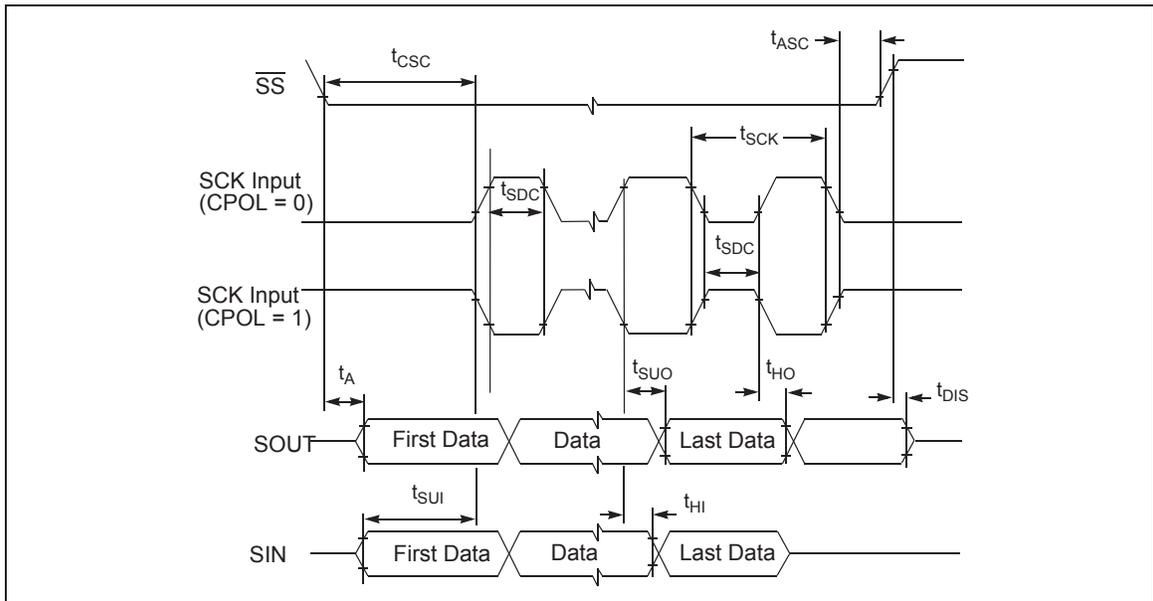 tASC
tCSC
SS
tSCK
SCK Input
(CPOL = 0)
tSDC
tSDC
SCK Input
(CPOL = 1)
tA
tSUO
tHO
tDIS
SOUT
First Data
Data
Last Data
tSUI
tHI
SIN
First Data
Data
Last Data